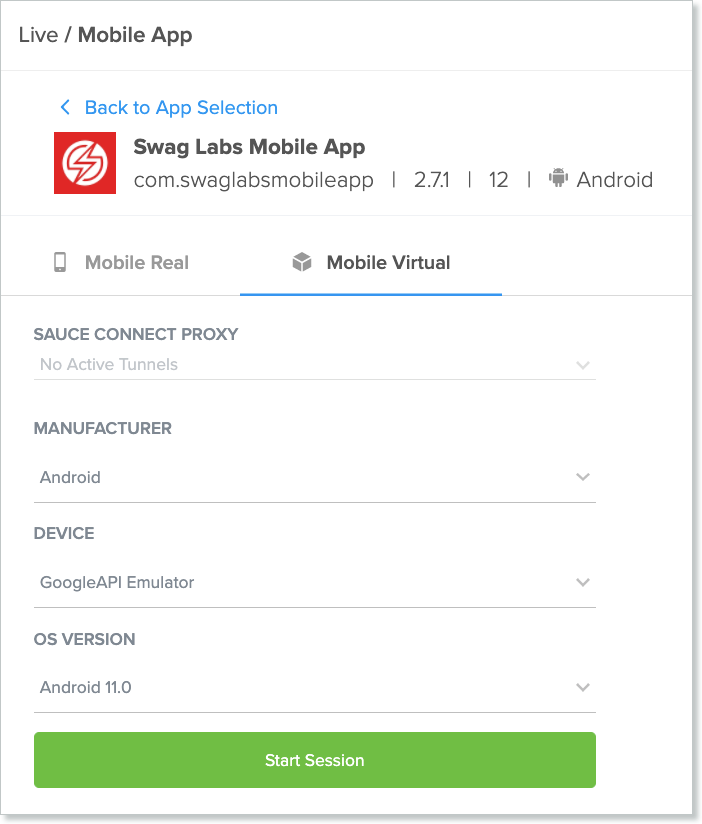 Live / Mobile App
Back to App Selection
Swag Labs Mobile App
com.swaglabsmobileapp | 2.7.1 | 12 | Android
Mobile Real Mobile Virtual
SAUCE CONNECT PROXY
No Active Tunnels
MANUFACTURER
Android
DEVICE
GoogleAPI Emulator
OS VERSION
Android 11.0
Start Session